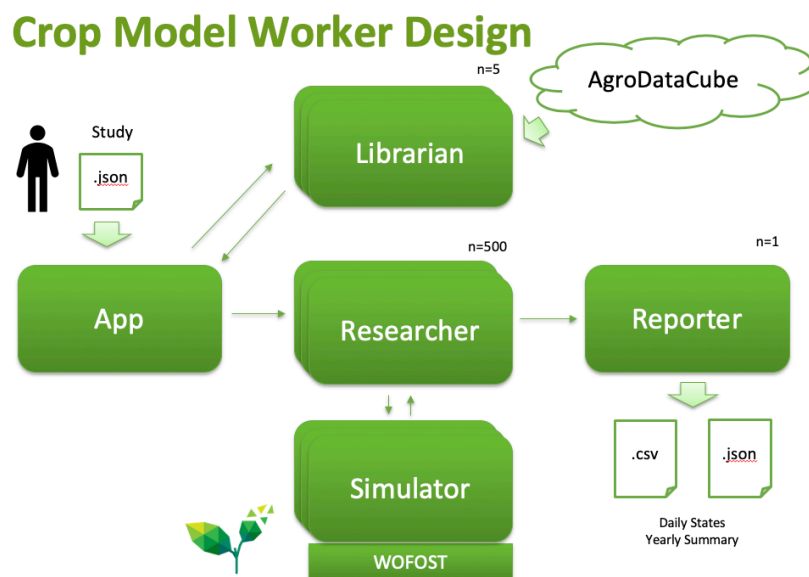 Crop Model Worker Design
n=5
AgroDataCube
Study
.json
Librarian
n=500
n=1
App
Researcher
Reporter
.csv
.json
Simulator
Daily States
Yearly Summary
WOFOST